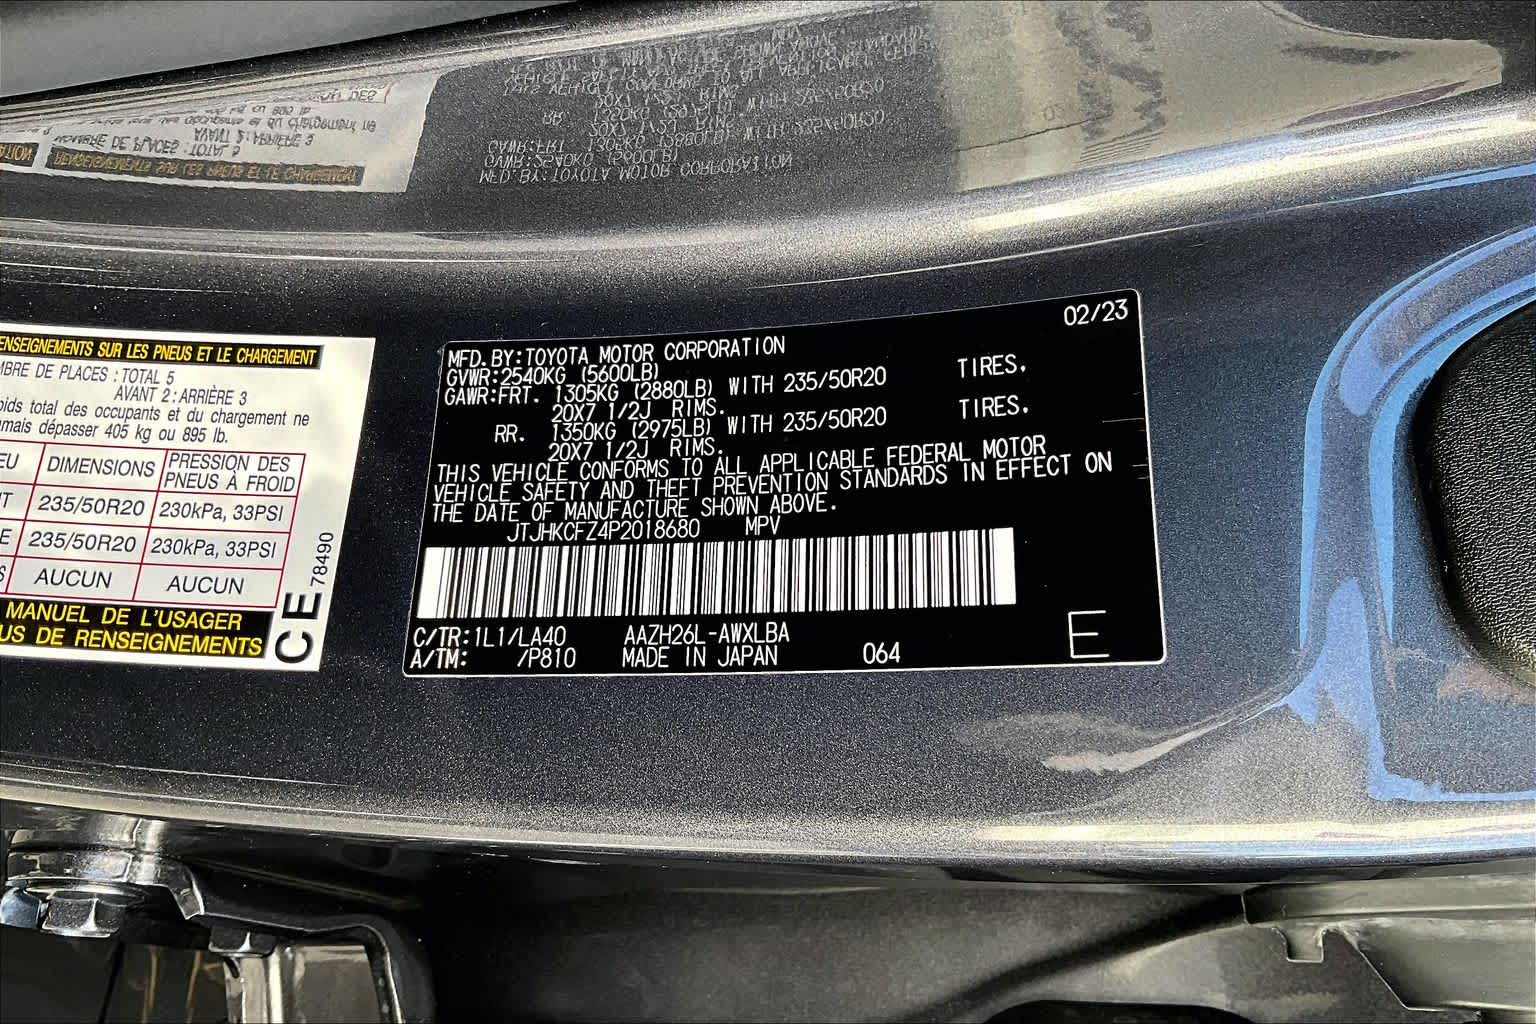 ENSEIGNEMENTS SUR LES PNEUS ET LE CHARGEMENT
MBRE DE PLACES : TOTAL 5
AVANT 2 : ARRIÈRE 3
oids total des occupants et du chargement ne
amais dépasser 405 kg ou 895 lb.
EU DIMENSIONS PRESSION DES PNEUS À FROID
T 235/50R20 230kPa, 33PSI
E 235/50R20 230kPa, 33PSI
S AUCUN AUCUN
MANUEL DE L'USAGER
US DE RENSEIGNEMENTS
CE 78490
02/23
MFD. BY: TOYOTA MOTOR CORPORATION
GVWR: 2540KG (5600LB)
GAWR: FRT. 1305KG (2880LB) WITH 235/50R20 TIRES.
20X7 1/2J RIMS.
RR. 1350KG (2975LB) WITH 235/50R20 TIRES.
20X7 1/2J RIMS.
THIS VEHICLE CONFORMS TO ALL APPLICABLE FEDERAL MOTOR
VEHICLE SAFETY AND THEFT PREVENTION STANDARDS IN EFFECT ON
THE DATE OF MANUFACTURE SHOWN ABOVE.
JTJHKCFZ4P2018680 MPV
C/TR: 1L1/LA40 AAZH26L-AWXLBA
A/TM: /P810 MADE IN JAPAN 064
E